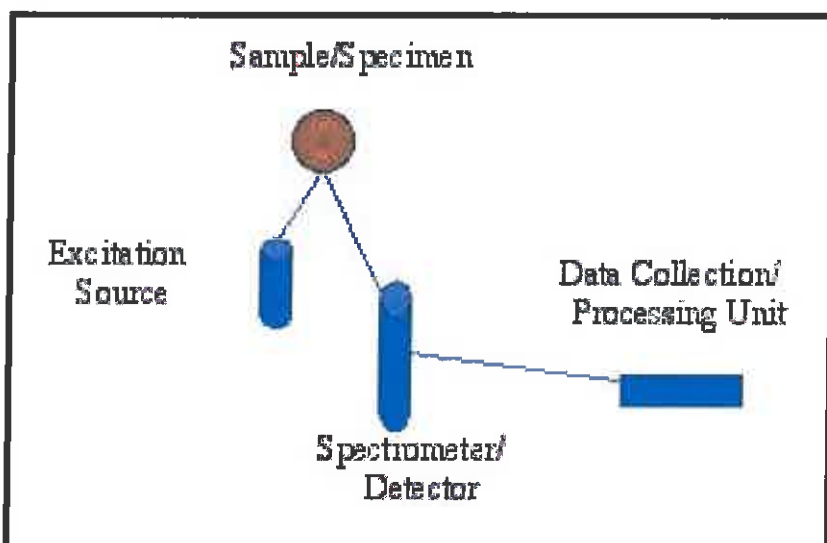 Sample/Specimen
Excitation
Source
Data Collection/
Processing Unit
Spectrometer/
Detector